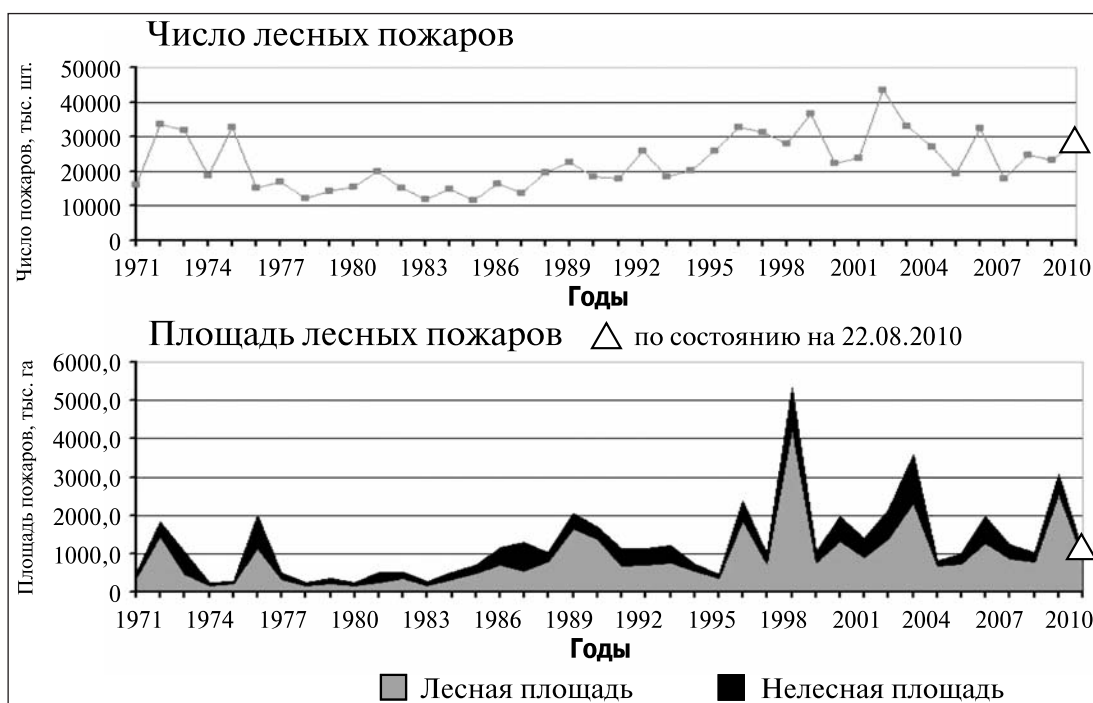 Число лесных пожаров
Число пожаров, тыс. шт.
50000
40000
30000
20000
10000
0
1971 1974 1977 1980 1983 1986 1989 1992 1995 1998 2001 2004 2007 2010
Годы
Площадь лесных пожаров
по состоянию на 22.08.2010
Площадь пожаров, тыс. га
6000,0
5000,0
4000,0
3000,0
2000,0
1000,0
0
1971 1974 1977 1980 1983 1986 1989 1992 1995 1998 2001 2004 2007 2010
Годы
Лесная площадь
Нелесная площадь